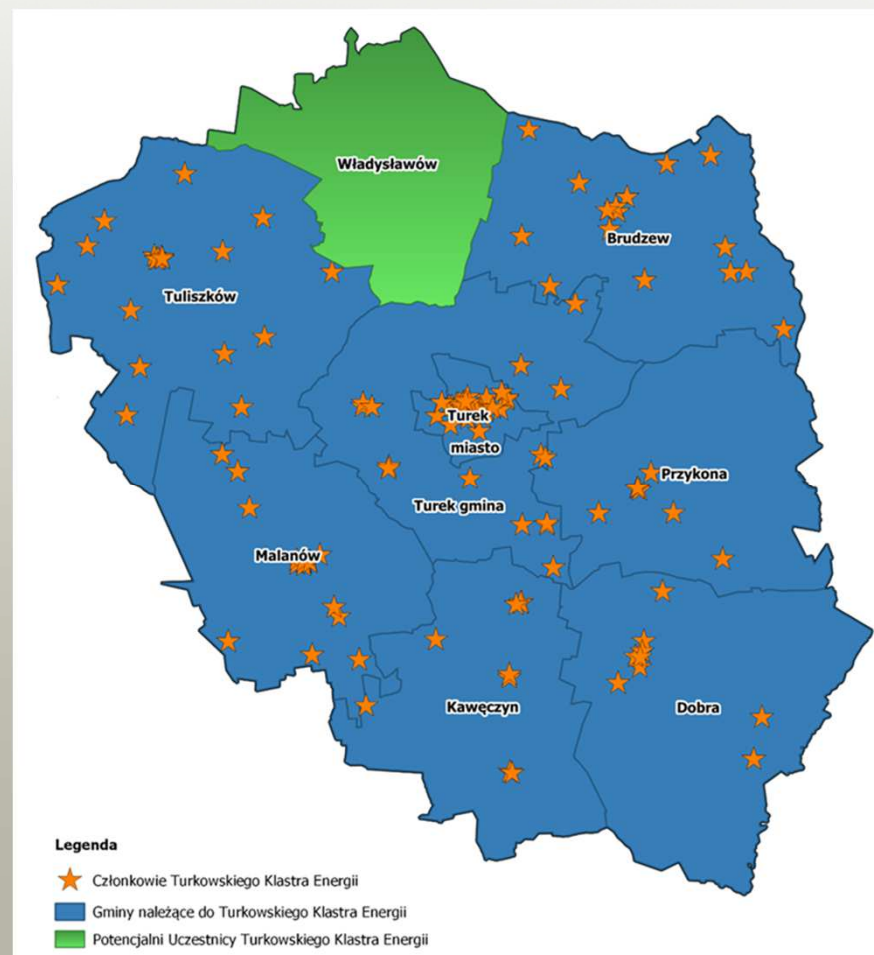 Władysławów
Brudzew
Tuliszków
Turek
miasto
Przykona
Turek gmina
Malanów
Kawęczyn
Dobra
Legenda
Członkowie Turkowskiego Klastra Energii
Gminy należące do Turkowskiego Klastra Energii
Potencjalni Uczestnicy Turkowskiego Klastra Energii